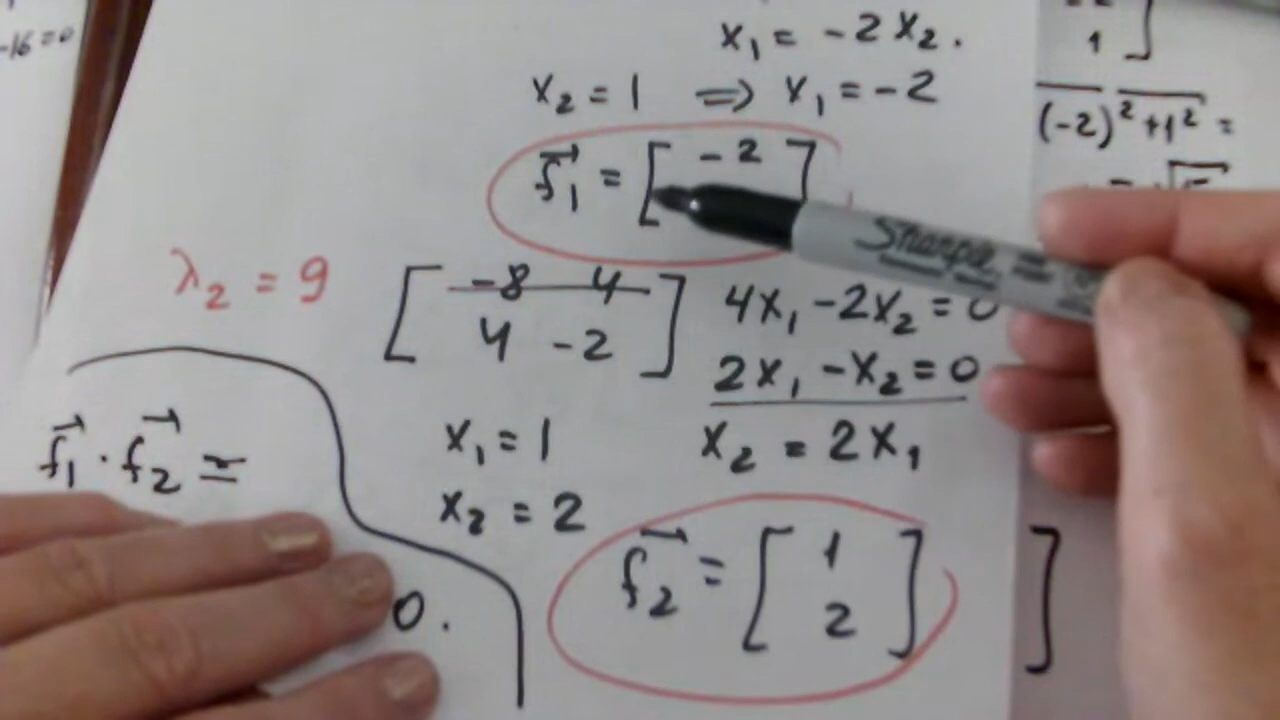 -16=0
x₁ = -2x₂.
x₂ = 1 ⇒ x₁ = -2
f⃗₁ = [ -2 ]
1 ]
(-2)² + 1² =
λ₂ = 9
[ -8 4
4 -2 ]
4x₁ - 2x₂ = 0
2x₁ - x₂ = 0
x₂ = 2x₁
x₁ = 1
x₂ = 2
f⃗₁ · f⃗₂ =
0.
f⃗₂ = [ 1
2 ]
]
Sharpie